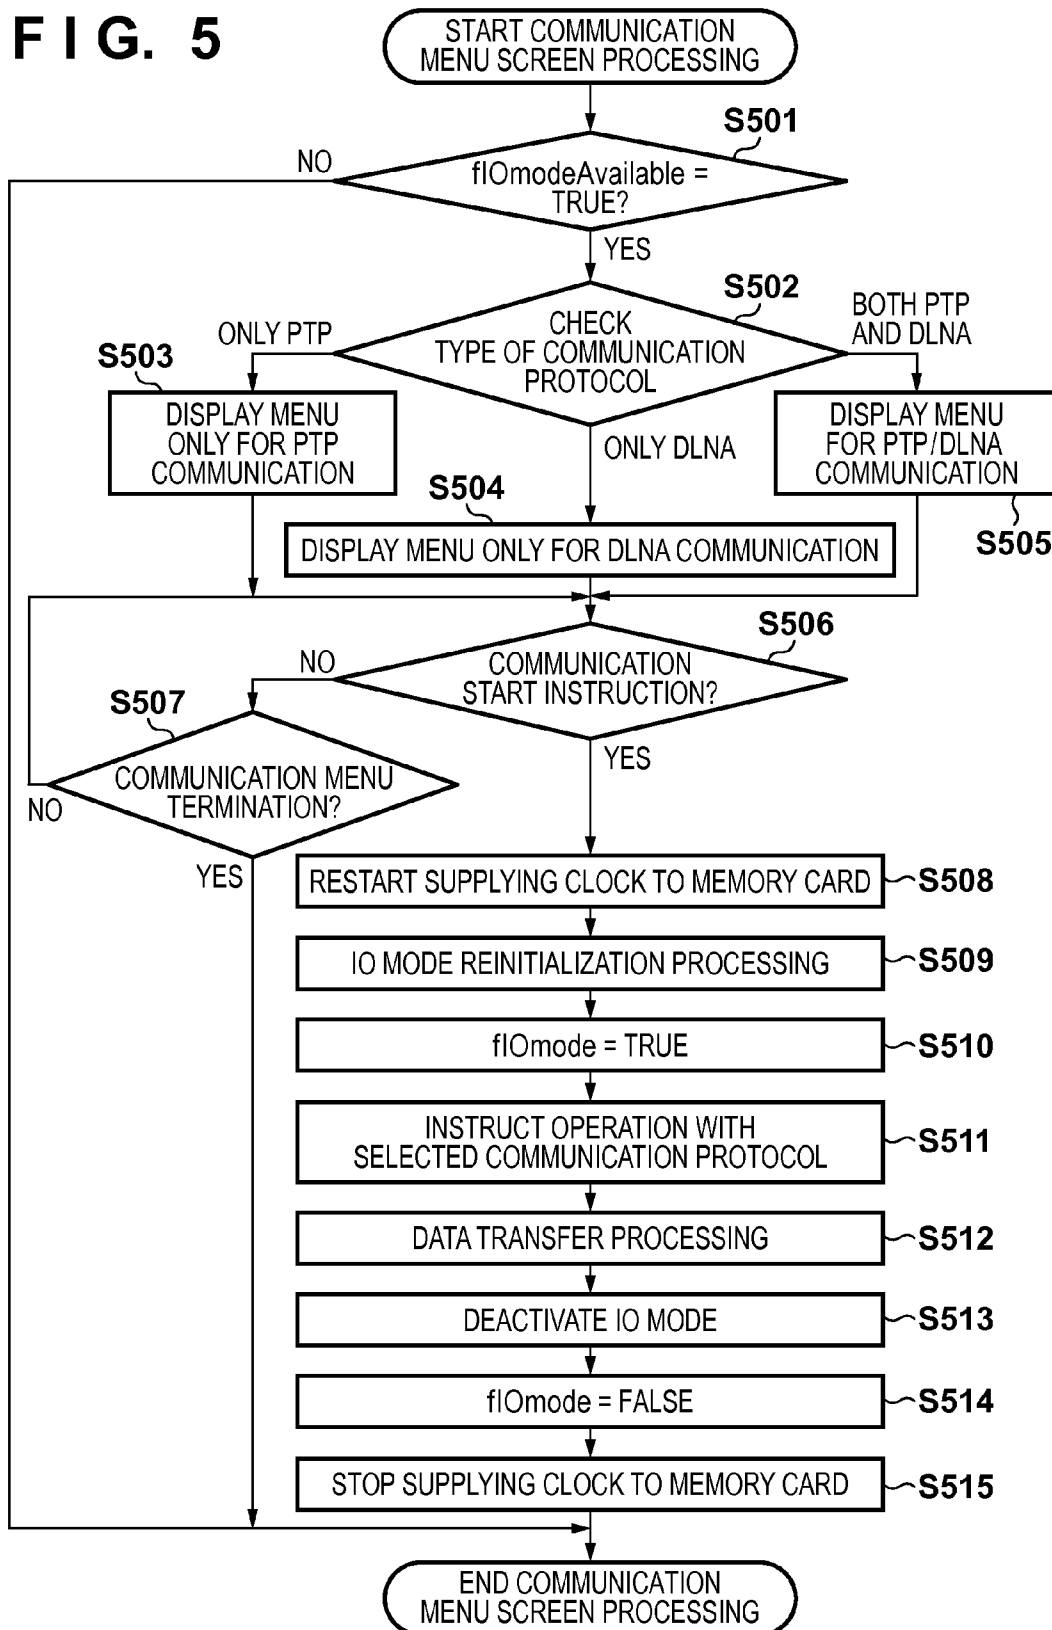 FIG. 5
START COMMUNICATION
MENU SCREEN PROCESSING
S501
NO
fIOmodeAvailable =
TRUE?
YES
S502
BOTH PTP
AND DLNA
ONLY PTP
CHECK
TYPE OF COMMUNICATION
PROTOCOL
S503
DISPLAY MENU
ONLY FOR PTP
COMMUNICATION
DISPLAY MENU
FOR PTP/DLNA
COMMUNICATION
ONLY DLNA
S504
S505
DISPLAY MENU ONLY FOR DLNA COMMUNICATION
S506
NO
COMMUNICATION
START INSTRUCTION?
S507
YES
COMMUNICATION MENU
TERMINATION?
NO
YES
RESTART SUPPLYING CLOCK TO MEMORY CARD
S508
IO MODE REINITIALIZATION PROCESSING
S509
fIOmode = TRUE
S510
INSTRUCT OPERATION WITH
SELECTED COMMUNICATION PROTOCOL
S511
DATA TRANSFER PROCESSING
S512
DEACTIVATE IO MODE
S513
fIOmode = FALSE
S514
STOP SUPPLYING CLOCK TO MEMORY CARD
S515
END COMMUNICATION
MENU SCREEN PROCESSING